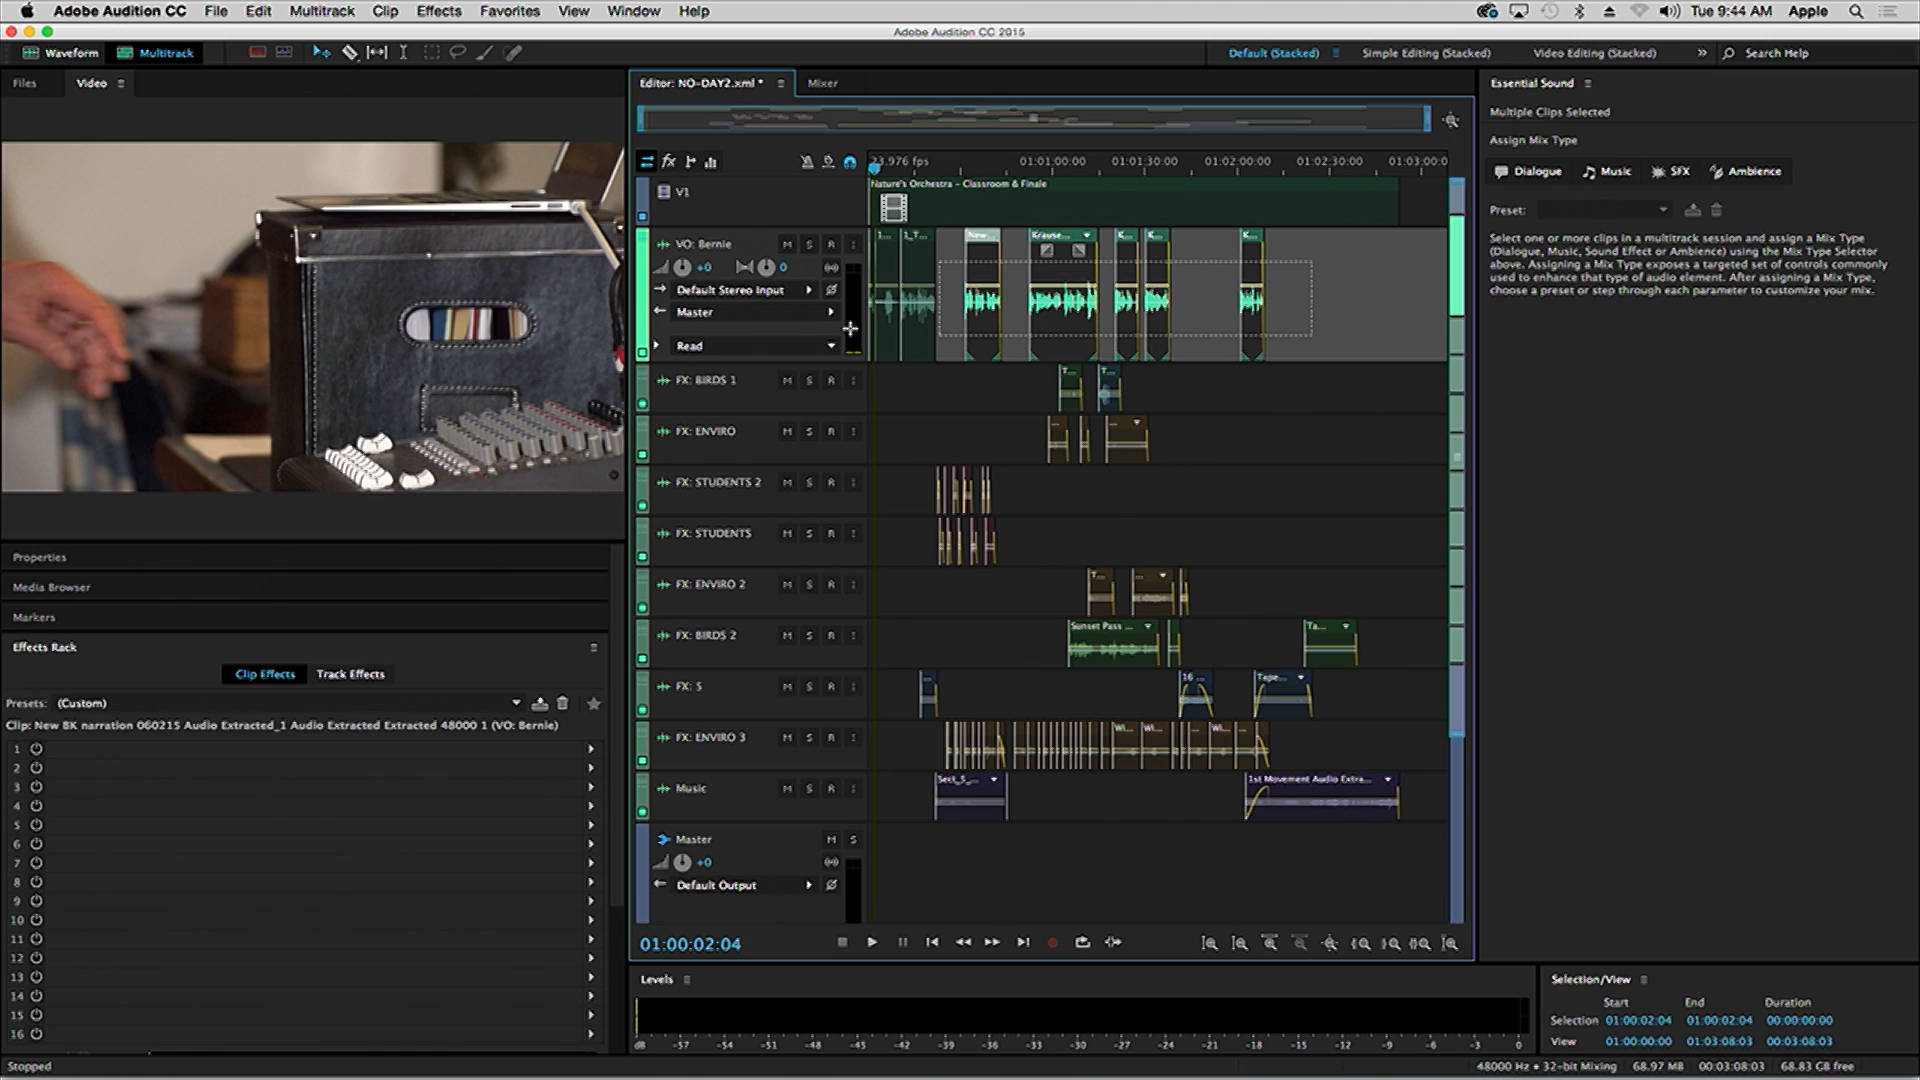 Adobe Audition CC File Edit Multitrack Clip Effects Favorites View Window Help Tue 9:44 AM Apple
Adobe Audition CC 2015
Waveform Multitrack Default (Stacked) Simple Editing (Stacked) Video Editing (Stacked) » Search Help
Files Video
Editor: NO-DAY2.xml * Mixer
Essential Sound
Multiple Clips Selected
Assign Mix Type
Dialogue Music SFX Ambience
Preset:
Select one or more clips in a multitrack session and assign a Mix Type
(Dialogue, Music, Sound Effect or Ambience) using the Mix Type Selector
above. Assigning a Mix Type exposes a targeted set of controls commonly
used to enhance that type of audio element. After assigning a Mix Type,
choose a preset or step through each parameter to customize your mix.
fx 23.976 fps 01:01:00:00 01:01:30:00 01:02:00:00 01:02:30:00 01:03:00:0
V1
Nature's Orchestra - Classroom & Finale
VO: Bernie M S R I
1... 1_T... New... Krause... K... K... K...
+0 0
Default Stereo Input
Master
Read
FX: BIRDS 1 M S R I T... T...
FX: ENVIRO M S R I ... ...
FX: STUDENTS 2 M S R I
FX: STUDENTS M S R I
FX: ENVIRO 2 M S R I T... ...
FX: BIRDS 2 M S R I Sunset Pass ... Ta...
FX: S M S R I ... 16 ... Tape...
FX: ENVIRO 3 M S R I Wi... Wi... ... Wi... ...
Music M S R I Sect_5_... 1st Movement Audio Extra...
Master M S
+0
Default Output
01:00:02:04
Properties
Media Browser
Markers
Effects Rack
Clip Effects Track Effects
Presets: (Custom)
Clip: New BK narration 060215 Audio Extracted_1 Audio Extracted Extracted 48000 1 (VO: Bernie)
1
2
3
4
5
6
7
8
9
10
11
12
13
14
15
16
Levels
dB -57 -54 -51 -48 -45 -42 -39 -36 -33 -30 -27 -24 -21 -18 -15 -12 -9 -6 -3 0
Selection/View
Start End Duration
Selection 01:00:02:04 01:00:02:04 00:00:00:00
View 01:00:00:00 01:03:08:03 00:03:08:03
Stopped
48000 Hz • 32-bit Mixing 68.97 MB 00:03:08:03 68.83 GB free